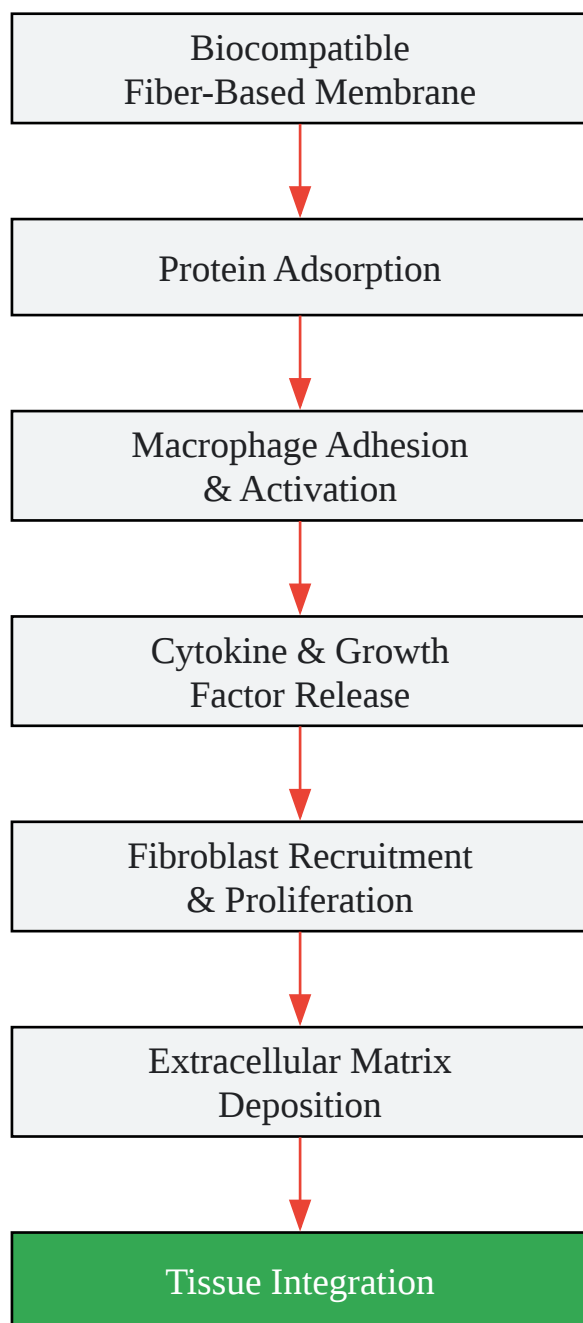 Biocompatible
Fiber-Based Membrane
Protein Adsorption
Macrophage Adhesion
& Activation
Cytokine & Growth
Factor Release
Fibroblast Recruitment
& Proliferation
Extracellular Matrix
Deposition
Tissue Integration